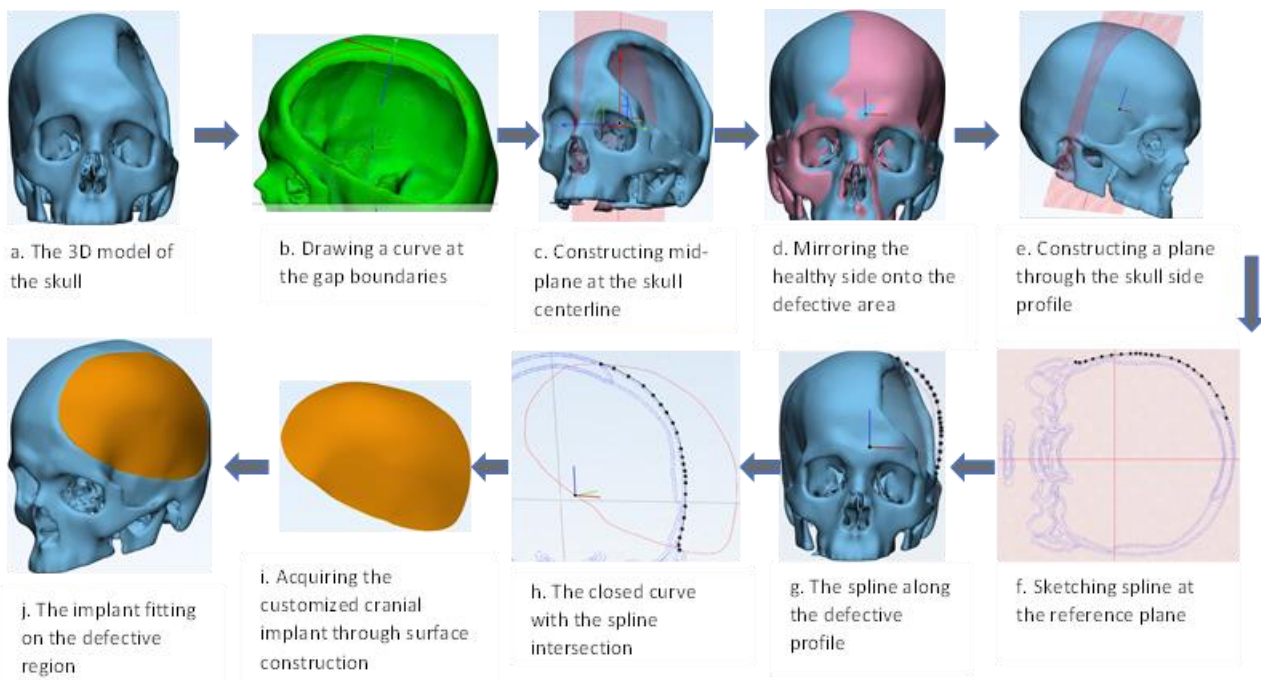 a. The 3D model of
the skull
b. Drawing a curve at
the gap boundaries
c. Constructing mid-
plane at the skull
centerline
d. Mirroring the
healthy side onto the
defective area
e. Constructing a plane
through the skull side
profile
f. Sketching spline at
the reference plane
g. The spline along
the defective
profile
h. The closed curve
with the spline
intersection
i. Acquiring the
customized cranial
implant through surface
construction
j. The implant fitting
on the defective
region